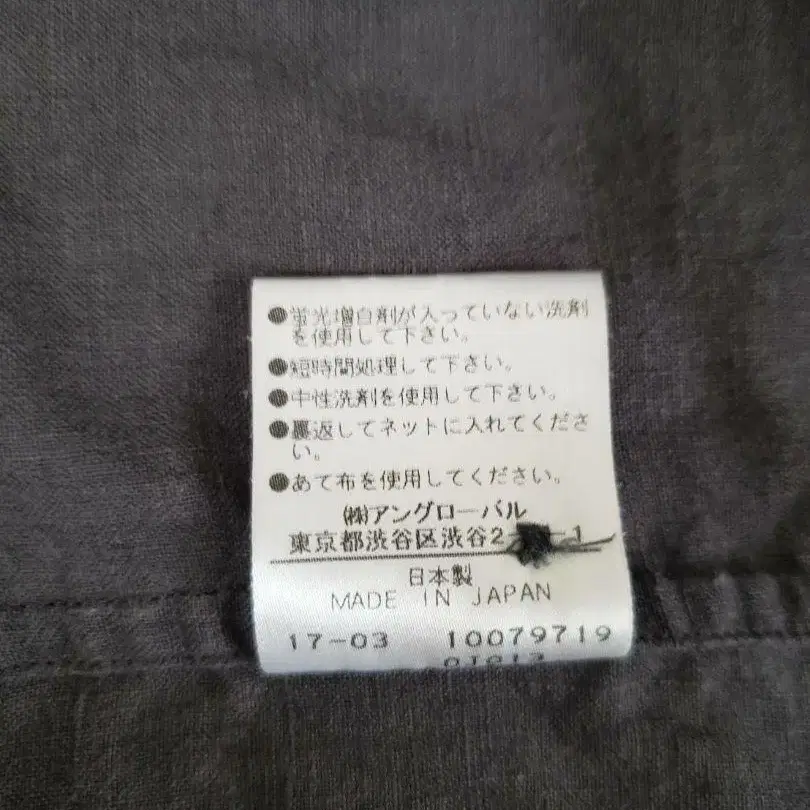 ●蛍光増白剤が入っていない洗剤
を使用して下さい。
●短時間処理して下さい。
●中性洗剤を使用して下さい。
●裏返してネットに入れてくださ
い。
●あて布を使用してください。
㈱アングローバル
東京都渋谷区渋谷2 -1
日本製
MADE IN JAPAN
17-03 10079719